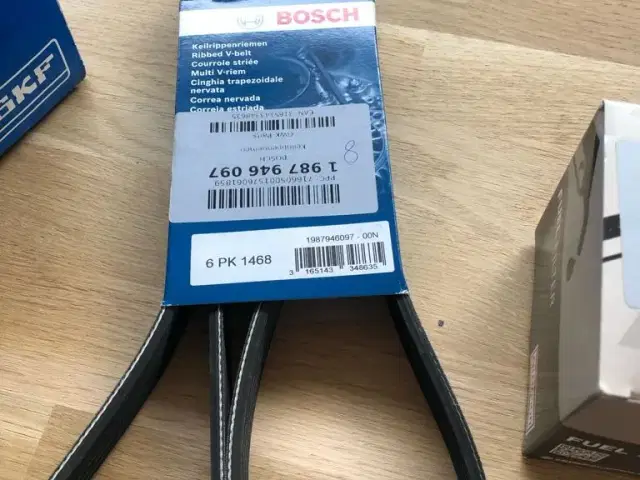 BOSCH
Keilrippenriemen
Ribbed V-belt
Courroie striée
Multi V-riem
Cinghia trapezoidale
nervata
Correa nervada
Correia estriada
8
BOSCH
1 987 946 097
1987946097 - 00N
6 PK 1468
3 165143 348635
SKF
FUEL